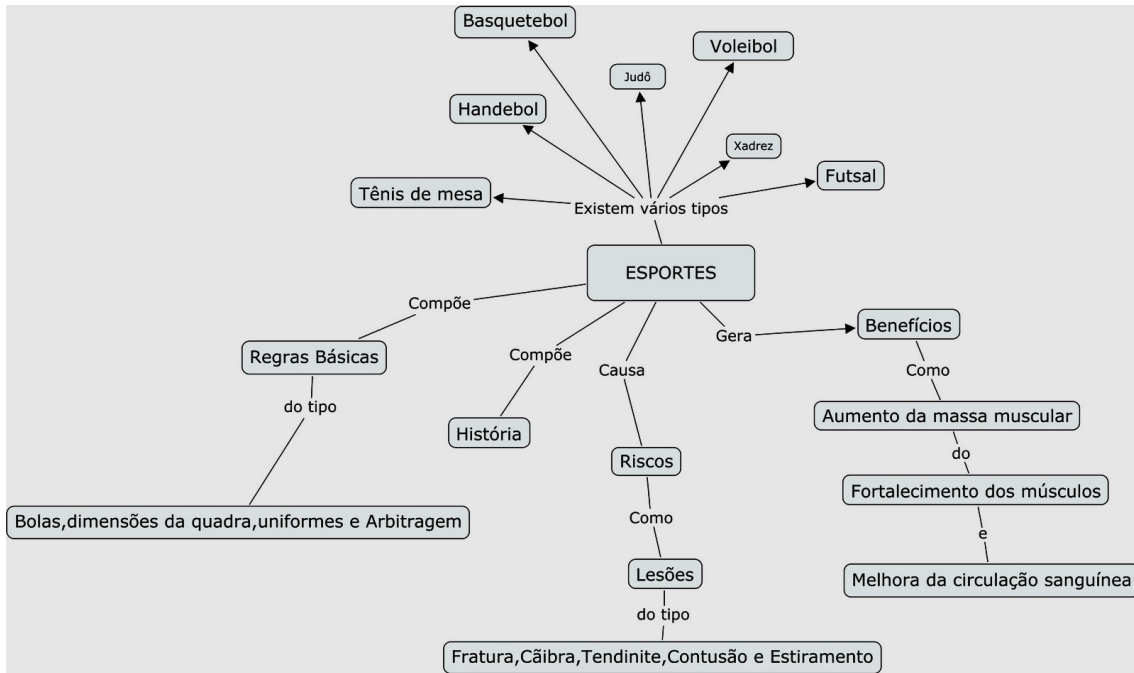 Basquetebol
Voleibol
Judô
Handebol
Xadrez
Futsal
Tênis de mesa
Existem vários tipos
ESPORTES
Compõe
Gera
Benefícios
Regras Básicas
Compõe
Causa
Como
do tipo
Aumento da massa muscular
História
do
Riscos
Fortalecimento dos músculos
Bolas,dimensões da quadra,uniformes e Arbitragem
Como
e
Lesões
Melhora da circulação sanguínea
do tipo
Fratura,Cãibra,Tendinite,Contusão e Estiramento